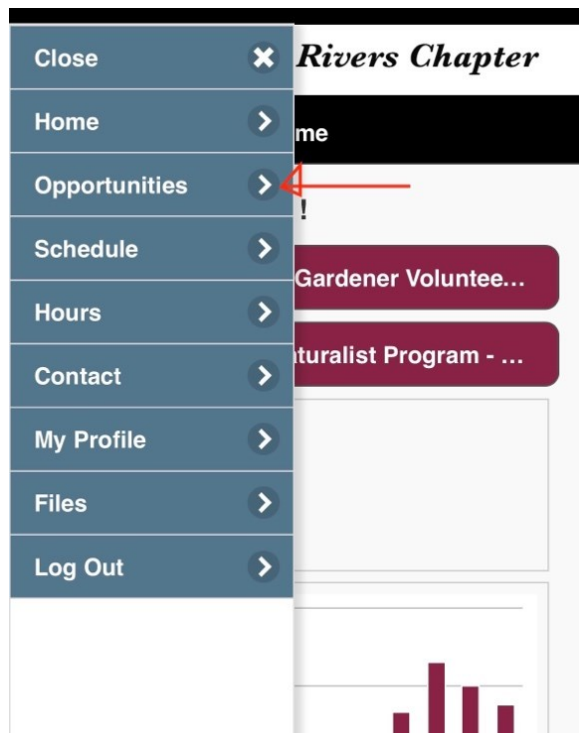 Close
Rivers Chapter
Home
me
Opportunities
!
Schedule
Gardener Voluntee...
Hours
turalist Program - ...
Contact
My Profile
Files
Log Out